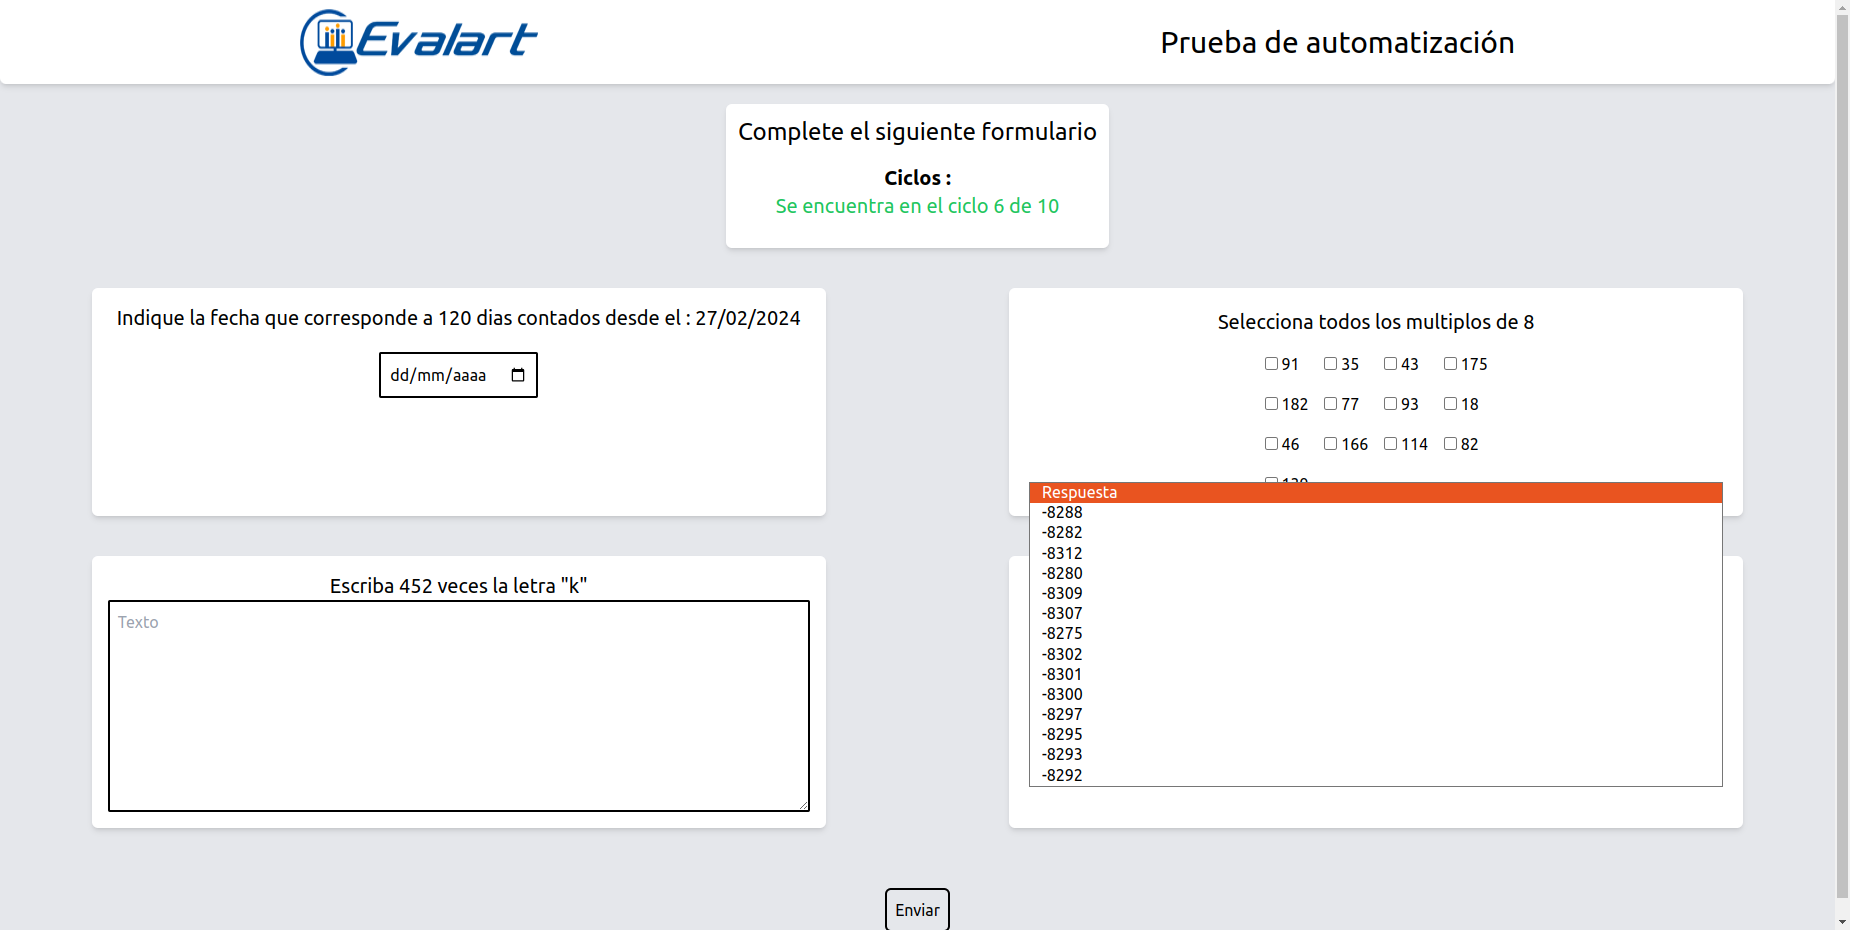 Evalart
Prueba de automatización
Complete el siguiente formulario
Ciclos :
Se encuentra en el ciclo 6 de 10
Indique la fecha que corresponde a 120 dias contados desde el : 27/02/2024
dd/mm/aaaa
Selecciona todos los multiplos de 8
91 35 43 175
182 77 93 18
46 166 114 82
Respuesta
-8288
-8282
-8312
-8280
-8309
-8307
-8275
-8302
-8301
-8300
-8297
-8295
-8293
-8292
Escriba 452 veces la letra "k"
Texto
Enviar